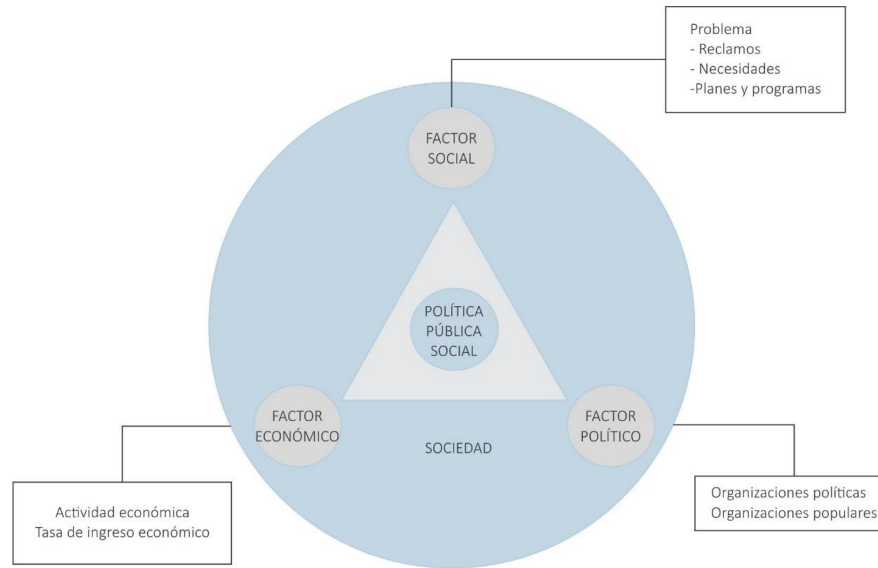 Problema
- Reclamos
- Necesidades
-Planes y programas
FACTOR
SOCIAL
POLÍTICA
PÚBLICA
SOCIAL
FACTOR
ECONÓMICO
FACTOR
POLÍTICO
SOCIEDAD
Actividad económica
Tasa de ingreso económico
Organizaciones políticas
Organizaciones populares